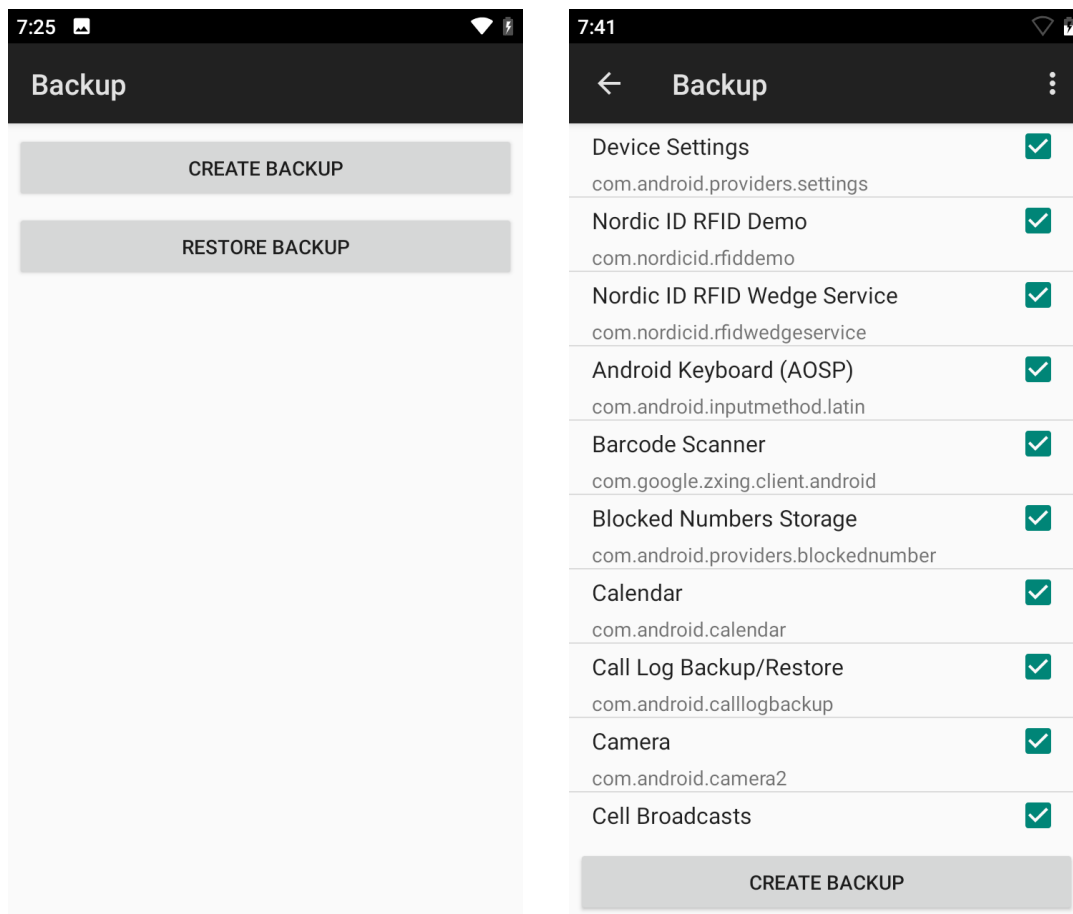 7:25
Backup
CREATE BACKUP
RESTORE BACKUP
7:41
Backup
Device Settings
com.android.providers.settings
Nordic ID RFID Demo
com.nordicid.rfiddemo
Nordic ID RFID Wedge Service
com.nordicid.rfidwedgeservice
Android Keyboard (AOSP)
com.android.inputmethod.latin
Barcode Scanner
com.google.zxing.client.android
Blocked Numbers Storage
com.android.providers.blockednumber
Calendar
com.android.calendar
Call Log Backup/Restore
com.android.calllogbackup
Camera
com.android.camera2
Cell Broadcasts
CREATE BACKUP